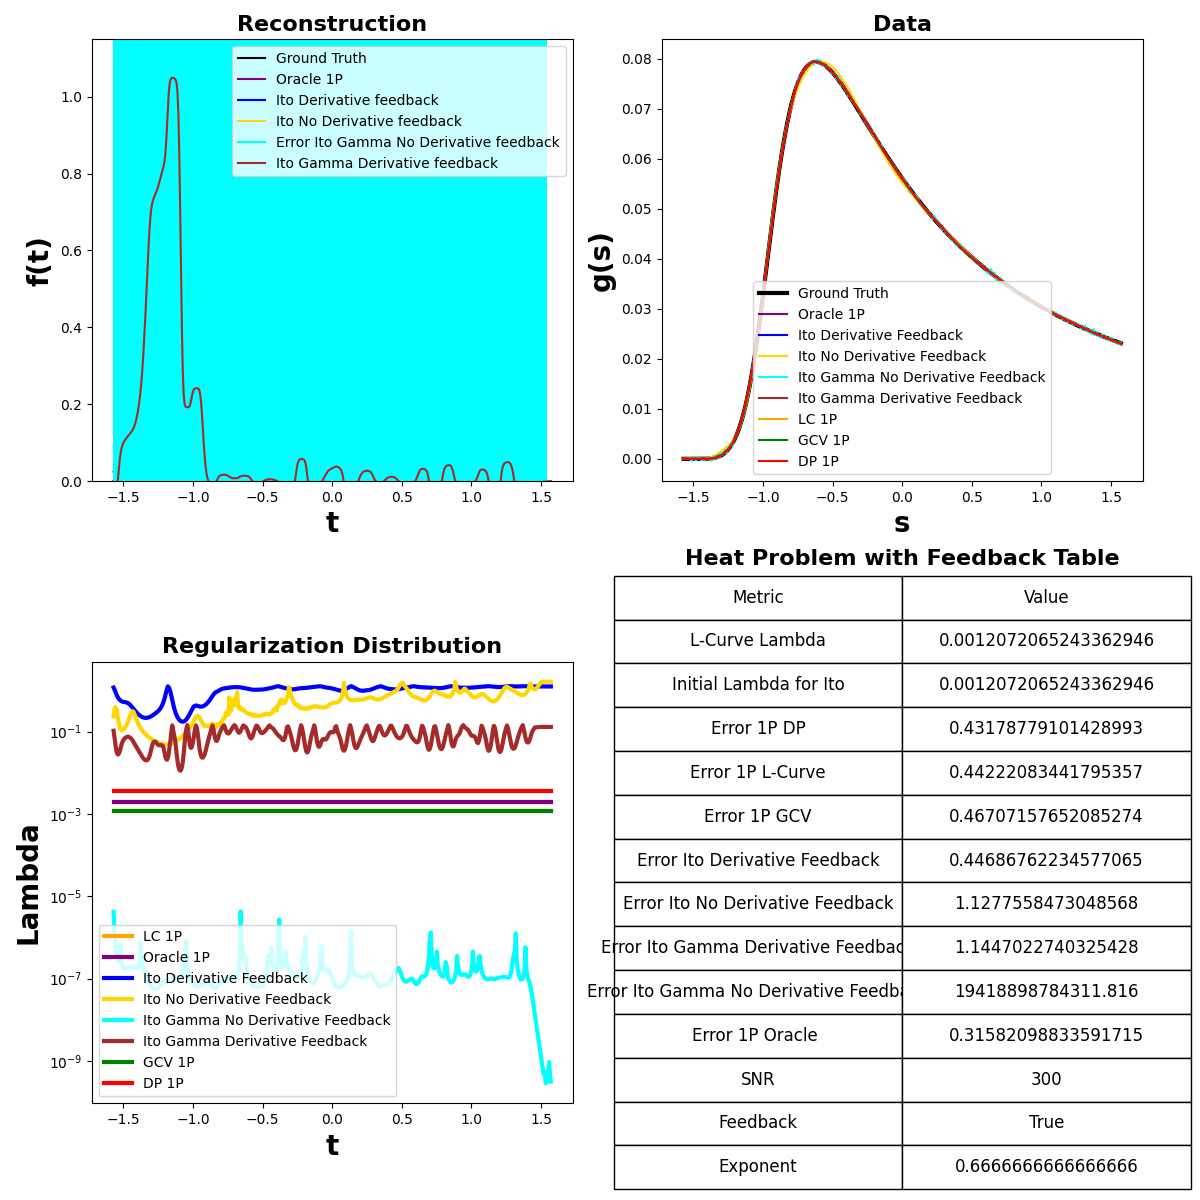 Reconstruction
f(t)
1.0
0.8
0.6
0.4
0.2
0.0
Ground Truth
Oracle 1P
Ito Derivative feedback
Ito No Derivative feedback
Error Ito Gamma No Derivative feedback
Ito Gamma Derivative feedback
−1.5 −1.0 −0.5 0.0 0.5 1.0 1.5
t
Data
g(s)
0.08
0.07
0.06
0.05
0.04
0.03
0.02
0.01
0.00
Ground Truth
Oracle 1P
Ito Derivative Feedback
Ito No Derivative Feedback
Ito Gamma No Derivative Feedback
Ito Gamma Derivative Feedback
LC 1P
GCV 1P
DP 1P
−1.5 −1.0 −0.5 0.0 0.5 1.0 1.5
s
Regularization Distribution
Lambda
10⁻¹
10⁻³
10⁻⁵
10⁻⁷
10⁻⁹
LC 1P
Oracle 1P
Ito Derivative Feedback
Ito No Derivative Feedback
Ito Gamma No Derivative Feedback
Ito Gamma Derivative Feedback
GCV 1P
DP 1P
−1.5 −1.0 −0.5 0.0 0.5 1.0 1.5
t
Heat Problem with Feedback Table
Metric Value
L-Curve Lambda 0.0012072065243362946
Initial Lambda for Ito 0.0012072065243362946
Error 1P DP 0.43178779101428993
Error 1P L-Curve 0.44222083441795357
Error 1P GCV 0.46707157652085274
Error Ito Derivative Feedback 0.44686762234577065
Error Ito No Derivative Feedback 1.1277558473048568
Error Ito Gamma Derivative Feedbac 1.1447022740325428
Error Ito Gamma No Derivative Feedba 19418898784311.816
Error 1P Oracle 0.31582098833591715
SNR 300
Feedback True
Exponent 0.6666666666666666